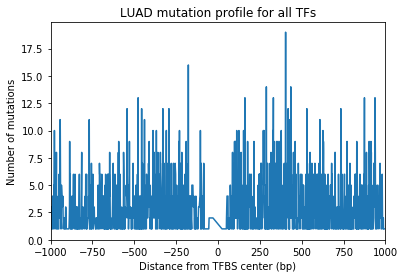 LUAD mutation profile for all TFs
17.5
15.0
12.5
10.0
7.5
5.0
2.5
0.0
Number of mutations
−1000 −750 −500 −250 0 250 500 750 1000
Distance from TFBS center (bp)